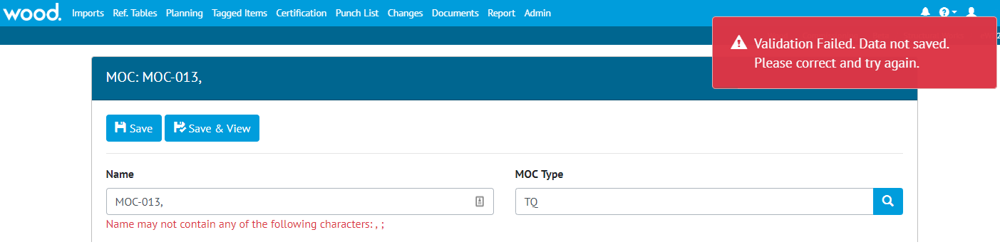 wood. Imports Ref. Tables Planning Tagged Items Certification Punch List Changes Documents Report Admin
Validation Failed. Data not saved.
Please correct and try again.
MOC: MOC-013,
Save Save & View
Name MOC Type
MOC-013, TQ
Name may not contain any of the following characters: , ;